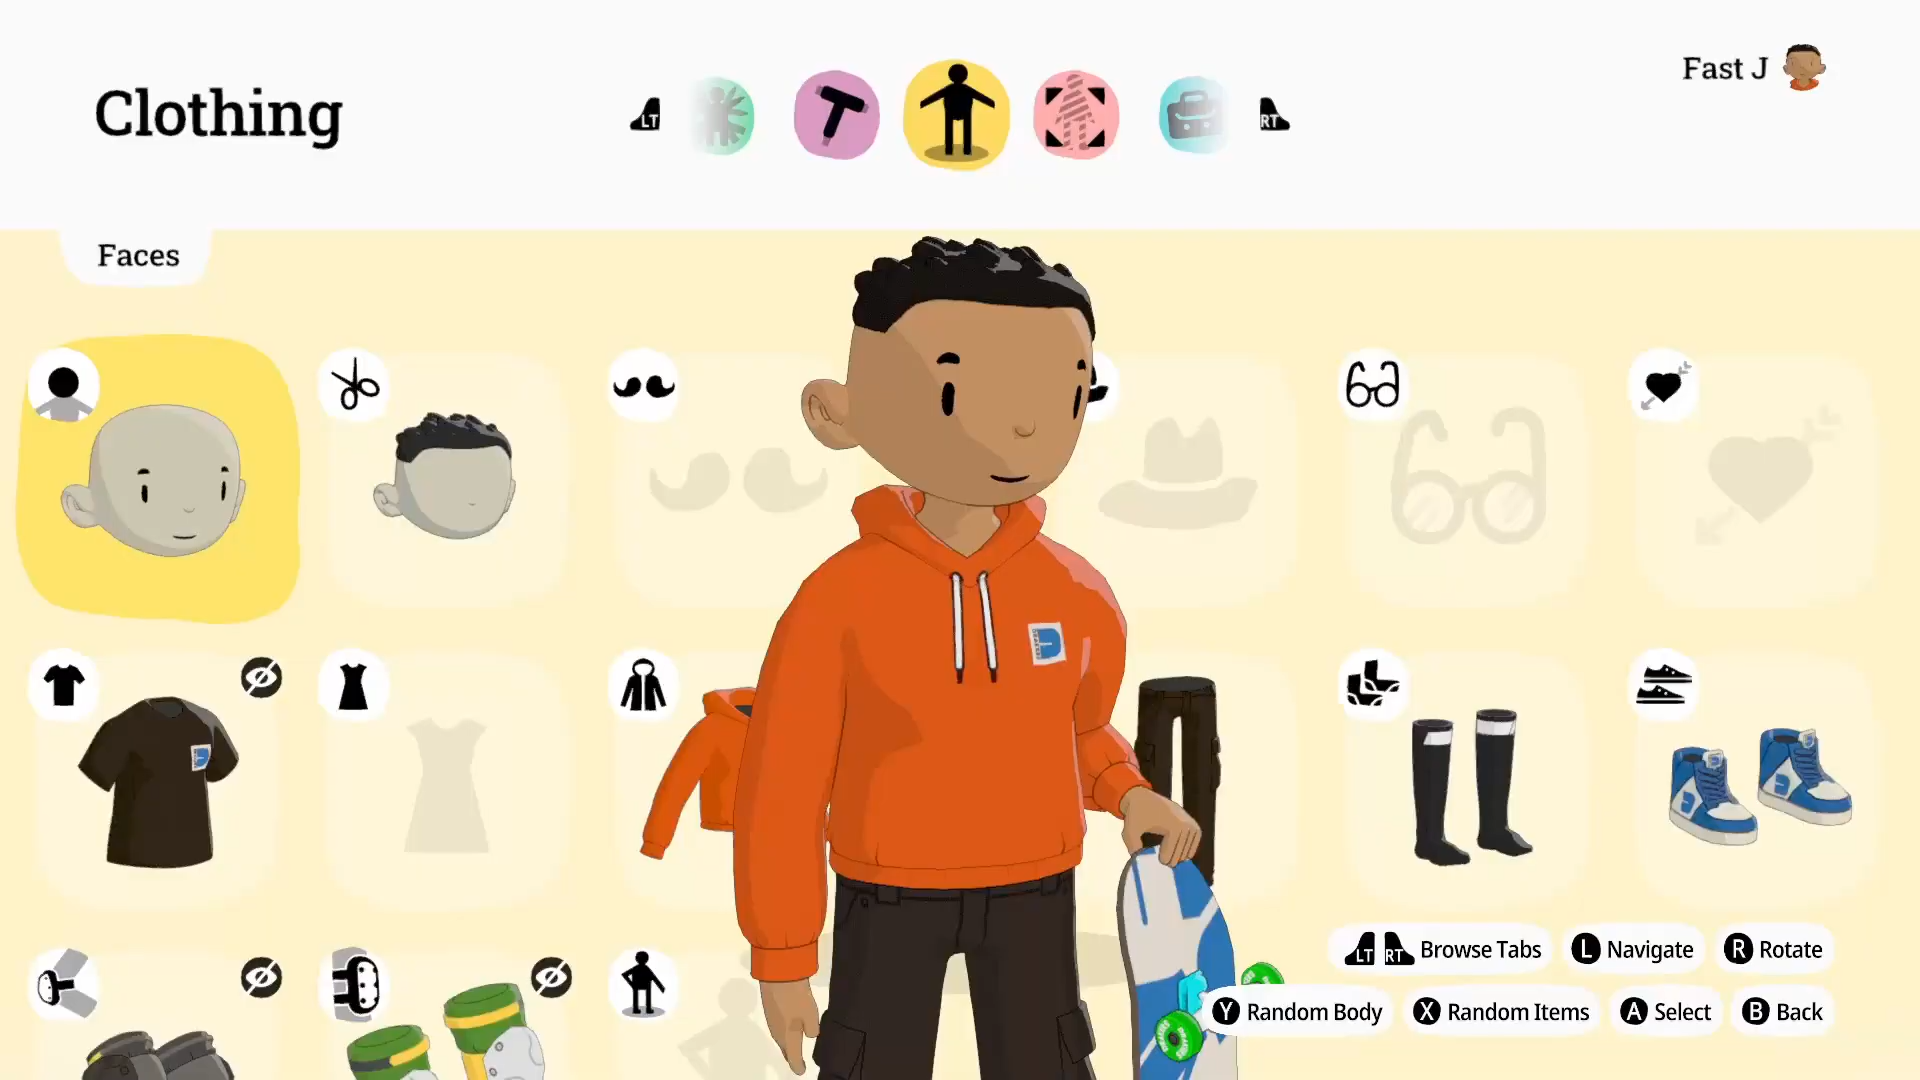 Clothing
LT
RT
Fast J
Faces
LT RT Browse Tabs
L Navigate
R Rotate
Y Random Body
X Random Items
A Select
B Back